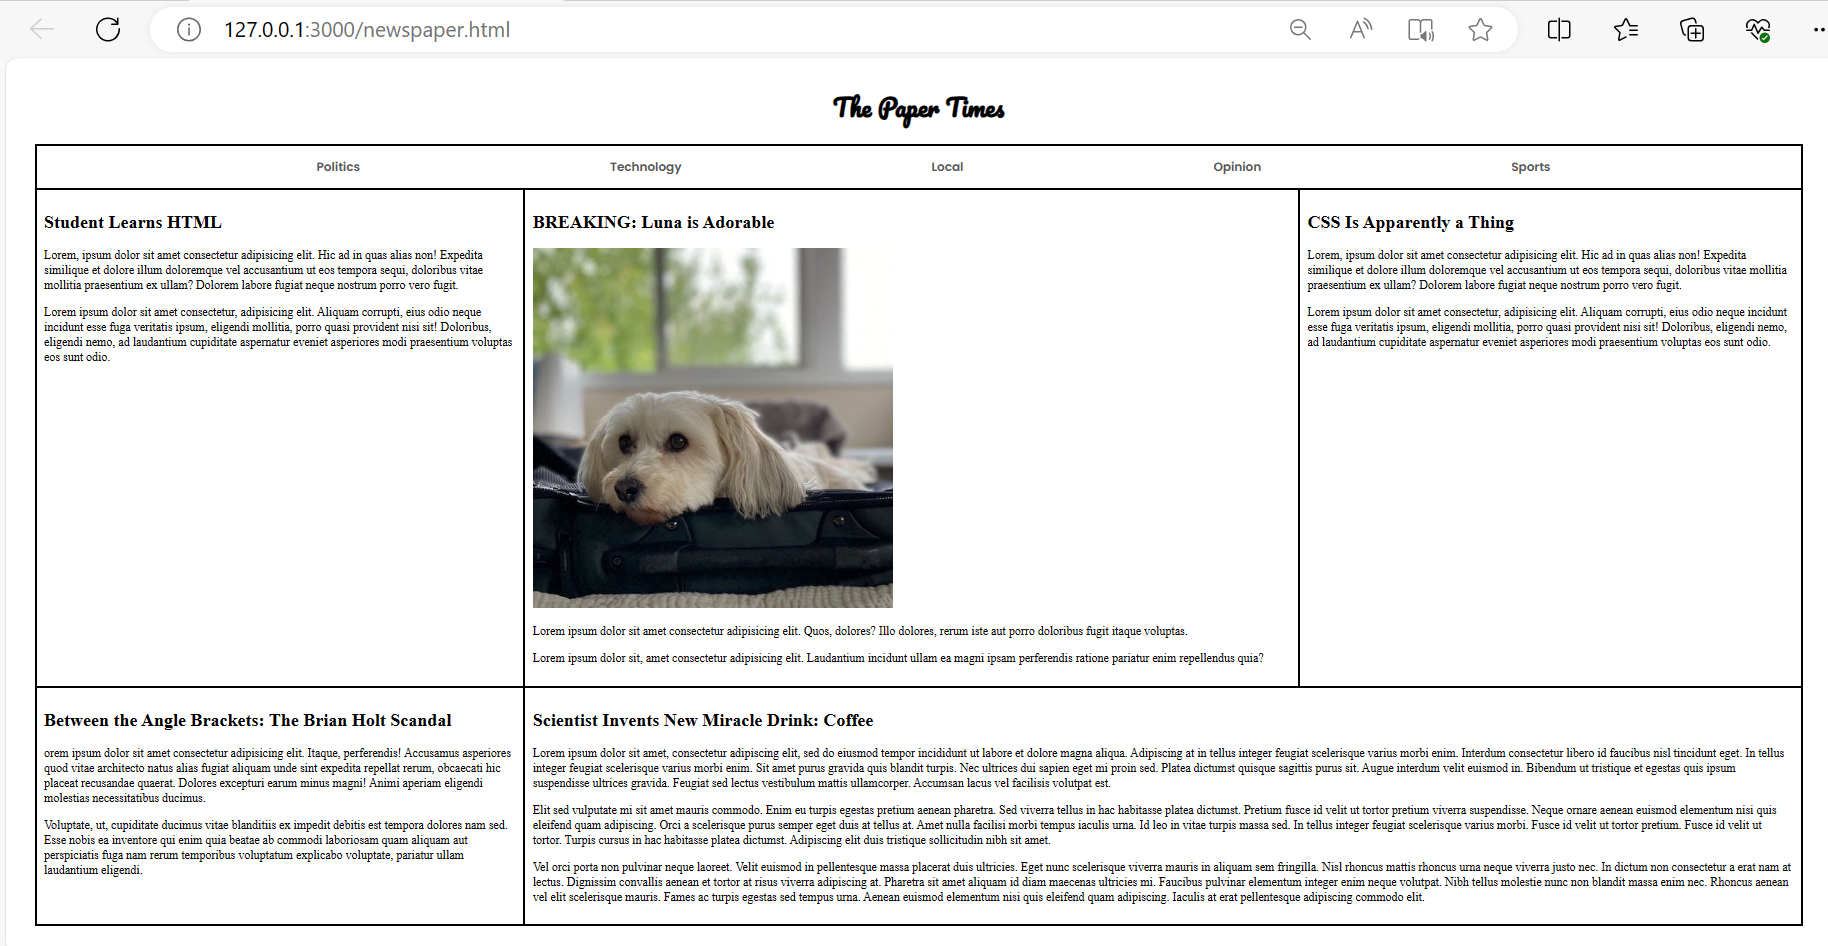 127.0.0.1:3000/newspaper.html
The Paper Times
Politics
Technology
Local
Opinion
Sports
Student Learns HTML
Lorem, ipsum dolor sit amet consectetur adipisicing elit. Hic ad in quas alias non! Expedita
similique et dolore illum doloremque vel accusantium ut eos tempora sequi, doloribus vitae
mollitia praesentium ex ullam? Dolorem labore fugiat neque nostrum porro vero fugit.
Lorem ipsum dolor sit amet consectetur, adipisicing elit. Aliquam corrupti, eius odio neque
incidunt esse fuga veritatis ipsum, eligendi mollitia, porro quasi provident nisi sit! Doloribus,
eligendi nemo, ad laudantium cupiditate aspernatur eveniet asperiores modi praesentium voluptas
eos sunt odio.
BREAKING: Luna is Adorable
Lorem ipsum dolor sit amet consectetur adipisicing elit. Quos, dolores? Illo dolores, rerum iste aut porro doloribus fugit itaque voluptas.
Lorem ipsum dolor sit, amet consectetur adipisicing elit. Laudantium incidunt ullam ea magni ipsam perferendis ratione pariatur enim repellendus quia?
CSS Is Apparently a Thing
Lorem, ipsum dolor sit amet consectetur adipisicing elit. Hic ad in quas alias non! Expedita
similique et dolore illum doloremque vel accusantium ut eos tempora sequi, doloribus vitae mollitia
praesentium ex ullam? Dolorem labore fugiat neque nostrum porro vero fugit.
Lorem ipsum dolor sit amet consectetur, adipisicing elit. Aliquam corrupti, eius odio neque incidunt
esse fuga veritatis ipsum, eligendi mollitia, porro quasi provident nisi sit! Doloribus, eligendi nemo,
ad laudantium cupiditate aspernatur eveniet asperiores modi praesentium voluptas eos sunt odio.
Between the Angle Brackets: The Brian Holt Scandal
orem ipsum dolor sit amet consectetur adipisicing elit. Itaque, perferendis! Accusamus asperiores
quod vitae architecto natus alias fugiat aliquam unde sint expedita repellat rerum, obcaecati hic
placeat recusandae quaerat. Dolores excepturi earum minus magni! Animi aperiam eligendi
molestias necessitatibus ducimus.
Voluptate, ut, cupiditate ducimus vitae blanditiis ex impedit debitis est tempora dolores nam sed.
Esse nobis ea inventore qui enim quia beatae ab commodi laboriosam quam aliquam aut
perspiciatis fuga nam rerum temporibus voluptatum explicabo voluptate, pariatur ullam
laudantium eligendi.
Scientist Invents New Miracle Drink: Coffee
Lorem ipsum dolor sit amet, consectetur adipiscing elit, sed do eiusmod tempor incididunt ut labore et dolore magna aliqua. Adipiscing at in tellus integer feugiat scelerisque varius morbi enim. Interdum consectetur libero id faucibus nisl tincidunt eget. In tellus
integer feugiat scelerisque varius morbi enim. Sit amet purus gravida quis blandit turpis. Nec ultrices dui sapien eget mi proin sed. Platea dictumst quisque sagittis purus sit. Augue interdum velit euismod in. Bibendum ut tristique et egestas quis ipsum
suspendisse ultrices gravida. Feugiat sed lectus vestibulum mattis ullamcorper. Accumsan lacus vel facilisis volutpat est.
Elit sed vulputate mi sit amet mauris commodo. Enim eu turpis egestas pretium aenean pharetra. Sed viverra tellus in hac habitasse platea dictumst. Pretium fusce id velit ut tortor pretium viverra suspendisse. Neque ornare aenean euismod elementum nisi quis
eleifend quam adipiscing. Orci a scelerisque purus semper eget duis at tellus at. Amet nulla facilisi morbi tempus iaculis urna. Id leo in vitae turpis massa sed. In tellus integer feugiat scelerisque varius morbi. Fusce id velit ut tortor pretium. Fusce id velit ut
tortor. Turpis cursus in hac habitasse platea dictumst. Adipiscing elit duis tristique sollicitudin nibh sit amet.
Vel orci porta non pulvinar neque laoreet. Velit euismod in pellentesque massa placerat duis ultricies. Eget nunc scelerisque viverra mauris in aliquam sem fringilla. Nisl rhoncus mattis rhoncus urna neque viverra justo nec. In dictum non consectetur a erat nam at
lectus. Dignissim convallis aenean et tortor at risus viverra adipiscing at. Pharetra sit amet aliquam id diam maecenas ultricies mi. Faucibus pulvinar elementum integer enim neque volutpat. Nibh tellus molestie nunc non blandit massa enim nec. Rhoncus aenean
vel elit scelerisque mauris. Fames ac turpis egestas sed tempus urna. Aenean euismod elementum nisi quis eleifend quam adipiscing. Iaculis at erat pellentesque adipiscing commodo elit.